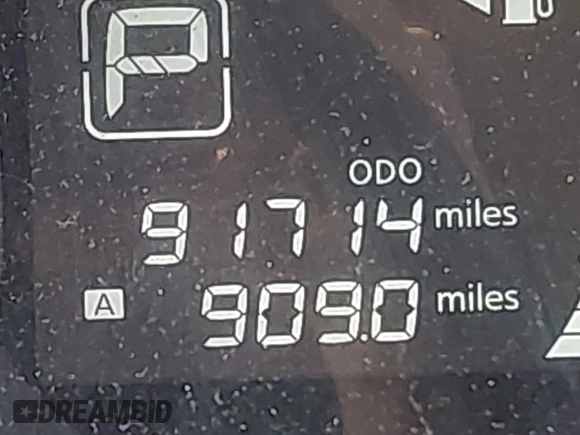 P
ODO
91714 miles
A 909.0 miles
DREAMBID